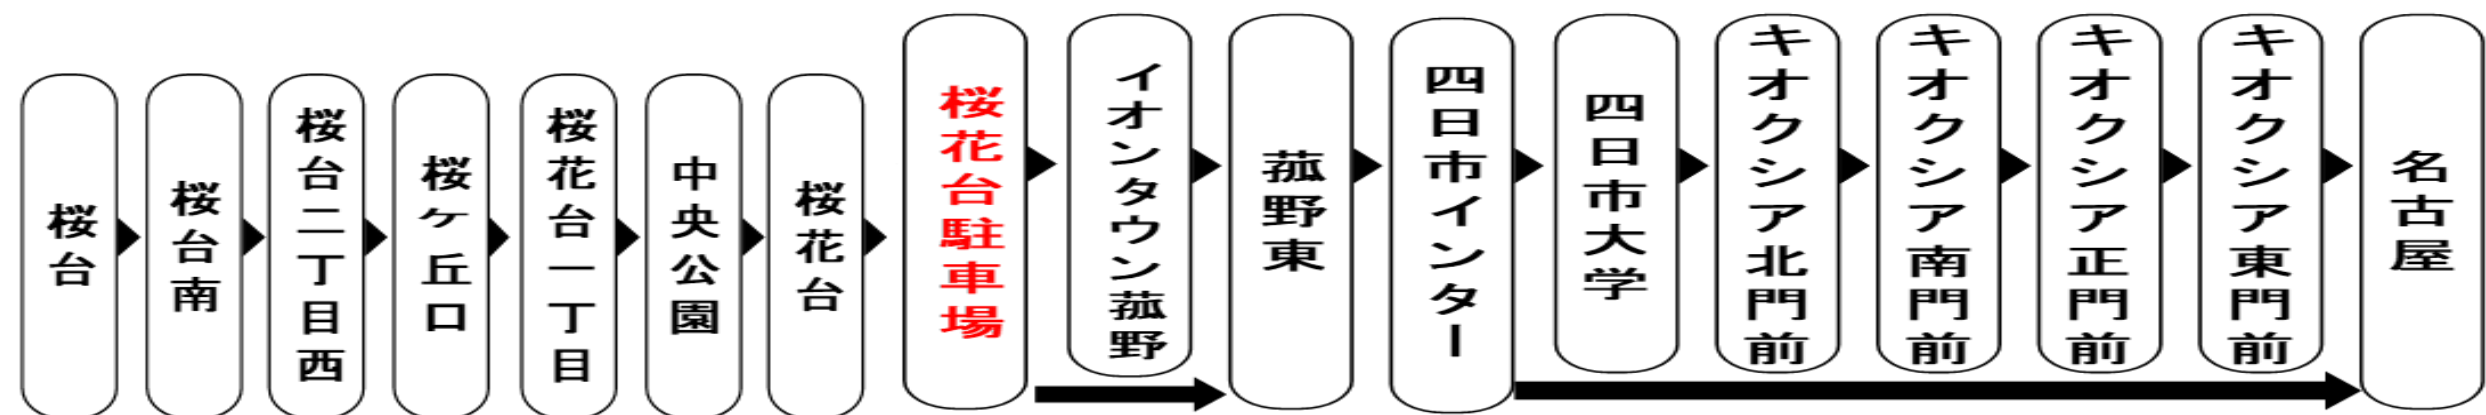 桜台
桜台南
桜台二丁目西
桜ケ丘口
桜花台一丁目
中央公園
桜花台
桜花台駐車場
イオンタウン菰野
菰野東
四日市インター
四日市大学
キオクシア北門前
キオクシア南門前
キオクシア正門前
キオクシア東門前
名古屋